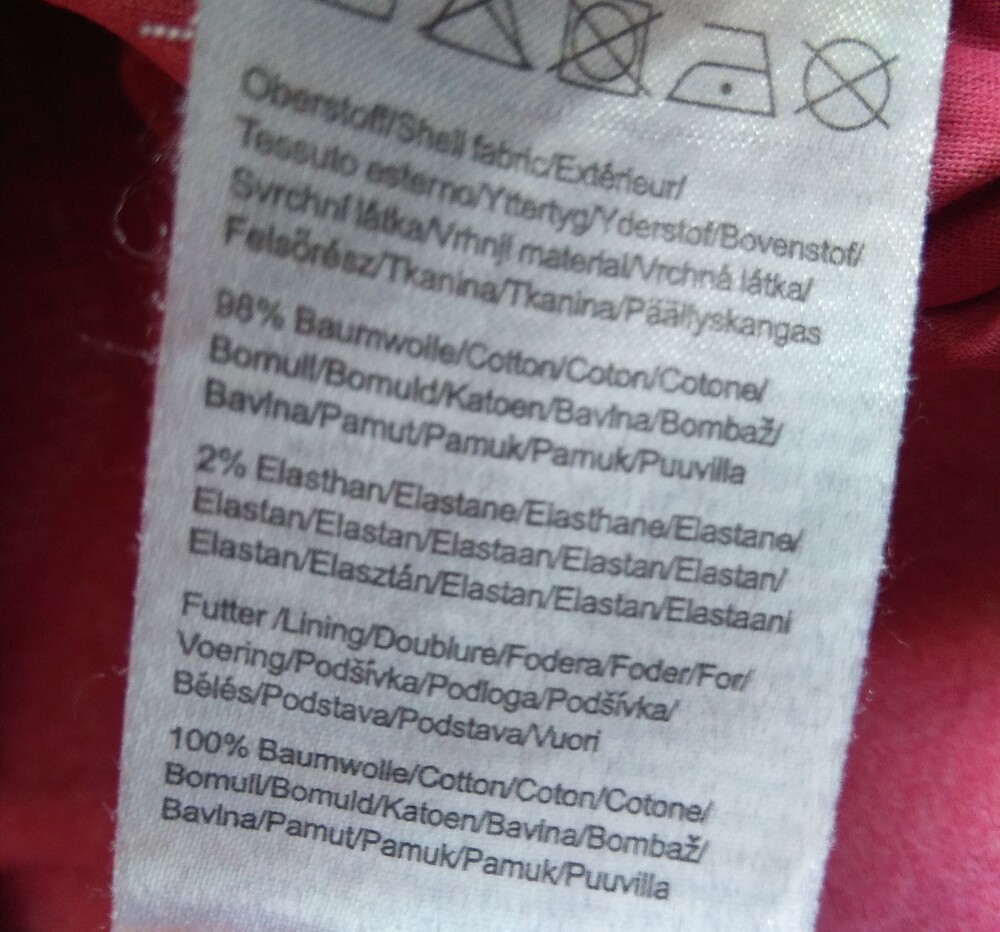 Oberstoff/Shell fabric/Extérieur/
Tessuto esterno/Yttertyg/Yderstof/Bovenstof/
Svrchní látka/Vrhnji material/Vrchná látka/
Felsőrész/Tkanina/Tkanina/Päällyskangas
98% Baumwolle/Cotton/Coton/Cotone/
Bomull/Bomuld/Katoen/Bavlna/Bombaž/
Bavlna/Pamut/Pamuk/Pamuk/Puuvilla
2% Elasthan/Elastane/Elasthane/Elastane/
Elastan/Elastan/Elastaan/Elastan/Elastan/
Elastan/Elasztán/Elastan/Elastan/Elastaani
Futter /Lining/Doublure/Fodera/Foder/For/
Voering/Podšívka/Podloga/Podšívka/
Bélés/Podstava/Podstava/Vuori
100% Baumwolle/Cotton/Coton/Cotone/
Bomull/Bomuld/Katoen/Bavlna/Bombaž/
Bavlna/Pamut/Pamuk/Pamuk/Puuvilla